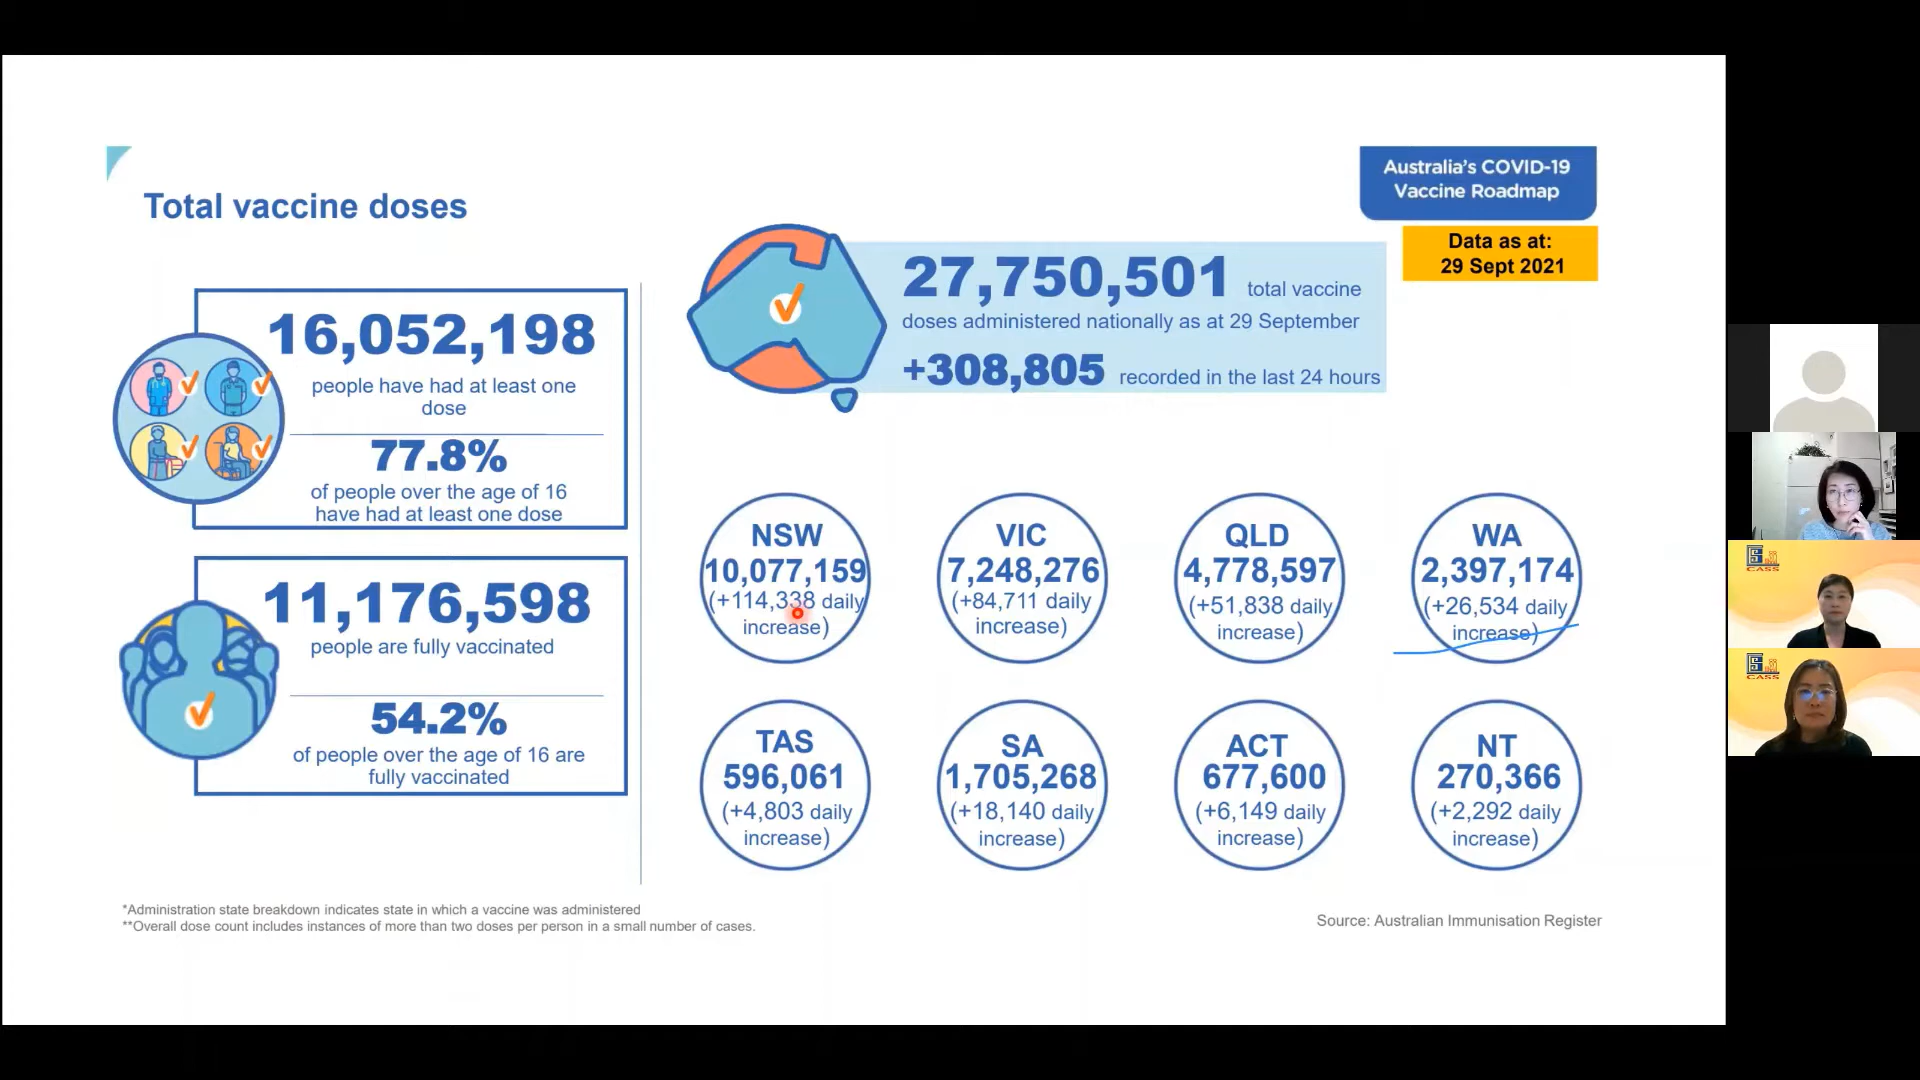 Australia's COVID-19
Vaccine Roadmap
Total vaccine doses
Data as at:
29 Sept 2021
16,052,198
people have had at least one
dose
77.8%
of people over the age of 16
have had at least one dose
11,176,598
people are fully vaccinated
54.2%
of people over the age of 16 are
fully vaccinated
27,750,501 total vaccine
doses administered nationally as at 29 September
+308,805 recorded in the last 24 hours
NSW
10,077,159
(+114,338 daily
increase)
VIC
7,248,276
(+84,711 daily
increase)
QLD
4,778,597
(+51,838 daily
increase)
WA
2,397,174
(+26,534 daily
increase)
TAS
596,061
(+4,803 daily
increase)
SA
1,705,268
(+18,140 daily
increase)
ACT
677,600
(+6,149 daily
increase)
NT
270,366
(+2,292 daily
increase)
*Administration state breakdown indicates state in which a vaccine was administered
**Overall dose count includes instances of more than two doses per person in a small number of cases.
Source: Australian Immunisation Register
CASS
CASS